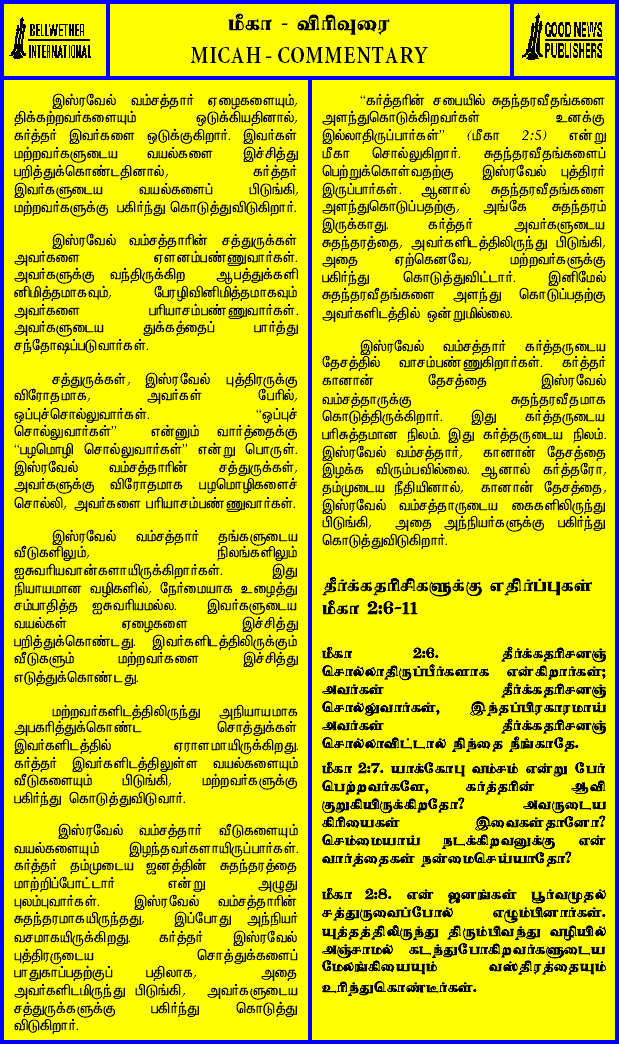 BELLWETHER
INTERNATIONAL
மீகா - விரிவுரை
MICAH - COMMENTARY
GOOD NEWS
PUBLISHERS
இஸ்ரவேல் வம்சத்தார் ஏழைகளையும்,
திக்கற்றவர்களையும் ஒடுக்கியதினால்,
கர்த்தர் இவர்களை ஒடுக்குகிறார். இவர்கள்
மற்றவர்களுடைய வயல்களை இச்சித்து
பறித்துக்கொண்டதினால், கர்த்தர்
இவர்களுடைய வயல்களைப் பிடுங்கி,
மற்றவர்களுக்கு பகிர்ந்து கொடுத்துவிடுகிறார்.
இஸ்ரவேல் வம்சத்தாரின் சத்துருக்கள்
அவர்களை ஏளனம்பண்ணுவார்கள்.
அவர்களுக்கு வந்திருக்கிற ஆபத்துக்களி
னிமித்தமாகவும், பேரழிவினிமித்தமாகவும்
அவர்களை பரியாசம்பண்ணுவார்கள்.
அவர்களுடைய துக்கத்தைப் பார்த்து
சந்தோஷப்படுவார்கள்.
சத்துருக்கள், இஸ்ரவேல் புத்திரருக்கு
விரோதமாக, அவர்கள் பேரில்,
ஒப்புச்சொல்லுவார்கள். “ஒப்புச்
சொல்லுவார்கள்” என்னும் வார்த்தைக்கு
“பழமொழி சொல்லுவார்கள்” என்று பொருள்.
இஸ்ரவேல் வம்சத்தாரின் சத்துருக்கள்,
அவர்களுக்கு விரோதமாக பழமொழிகளைச்
சொல்லி, அவர்களை பரியாசம்பண்ணுவார்கள்.
இஸ்ரவேல் வம்சத்தார் தங்களுடைய
வீடுகளிலும், நிலங்களிலும்
ஐசுவரியவான்களாயிருக்கிறார்கள். இது
நியாயமான வழிகளில், நேர்மையாக உழைத்து
சம்பாதித்த ஐசுவரியமல்ல. இவர்களுடைய
வயல்கள் ஏழைகளை இச்சித்து
பறித்துக்கொண்டது. இவர்களிடத்திலிருக்கும்
வீடுகளும் மற்றவர்களை இச்சித்து
எடுத்துக்கொண்டது.
மற்றவர்களிடத்திலிருந்து அநியாயமாக
அபகரித்துக்கொண்ட சொத்துக்கள்
இவர்களிடத்தில் ஏராளமாயிருக்கிறது.
கர்த்தர் இவர்களிடத்திலுள்ள வயல்களையும்
வீடுகளையும் பிடுங்கி, மற்றவர்களுக்கு
பகிர்ந்து கொடுத்துவிடுவார்.
இஸ்ரவேல் வம்சத்தார் வீடுகளையும்
வயல்களையும் இழந்தவர்களாயிருப்பார்கள்.
கர்த்தர் தம்முடைய ஜனத்தின் சுதந்தரத்தை
மாற்றிப்போட்டார் என்று அழுது
புலம்புவார்கள். இஸ்ரவேல் வம்சத்தாரின்
சுதந்தரமாகயிருந்தது, இப்போது அந்நியர்
வசமாகயிருக்கிறது. கர்த்தர் இஸ்ரவேல்
புத்திரருடைய சொத்துக்களைப்
பாதுகாப்பதற்குப் பதிலாக, அதை
அவர்களிடமிருந்து பிடுங்கி, அவர்களுடைய
சத்துருக்களுக்கு பகிர்ந்து கொடுத்து
விடுகிறார்.
“கர்த்தரின் சபையில் சுதந்தரவீதங்களை
அளந்துகொடுக்கிறவர்கள் உனக்கு
இல்லாதிருப்பார்கள்” (மீகா 2:5) என்று
மீகா சொல்லுகிறார். சுதந்தரவீதங்களைப்
பெற்றுக்கொள்வதற்கு இஸ்ரவேல் புத்திரர்
இருப்பார்கள். ஆனால் சுதந்தரவீதங்களை
அளந்துகொடுப்பதற்கு, அங்கே சுதந்தரம்
இருக்காது. கர்த்தர் அவர்களுடைய
சுதந்தரத்தை, அவர்களிடத்திலிருந்து பிடுங்கி,
அதை ஏற்கெனவே, மற்றவர்களுக்கு
பகிர்ந்து கொடுத்துவிட்டார். இனிமேல்
சுதந்தரவீதங்களை அளந்து கொடுப்பதற்கு
அவர்களிடத்தில் ஒன்றுமில்லை.
இஸ்ரவேல் வம்சத்தார் கர்த்தருடைய
தேசத்தில் வாசம்பண்ணுகிறார்கள். கர்த்தர்
கானான் தேசத்தை இஸ்ரவேல்
வம்சத்தாருக்கு சுதந்தரவீதமாக
கொடுத்திருக்கிறார். இது கர்த்தருடைய
பரிசுத்தமான நிலம். இது கர்த்தருடைய நிலம்.
இஸ்ரவேல் வம்சத்தார், கானான் தேசத்தை
இழக்க விரும்பவில்லை. ஆனால் கர்த்தரோ,
தம்முடைய நீதியினால், கானான் தேசத்தை,
இஸ்ரவேல் வம்சத்தாருடைய கைகளிலிருந்து
பிடுங்கி, அதை அந்நியர்களுக்கு பகிர்ந்து
கொடுத்துவிடுகிறார்.
தீர்க்கதரிசிகளுக்கு எதிர்ப்புகள்
மீகா 2:6-11
மீகா 2:6. தீர்க்கதரிசனஞ்
சொல்லாதிருப்பீர்களாக என்கிறார்கள்;
அவர்கள் தீர்க்கதரிசனஞ்
சொல்லுவார்கள், இந்தப்பிரகாரமாய்
அவர்கள் தீர்க்கதரிசனஞ்
சொல்லாவிட்டால் நிந்தை நீங்காதே.
மீகா 2:7. யாக்கோபு வம்சம் என்று பேர்
பெற்றவர்களே, கர்த்தரின் ஆவி
குறுகியிருக்கிறதோ? அவருடைய
கிரியைகள் இவைகள்தானோ?
செம்மையாய் நடக்கிறவனுக்கு என்
வார்த்தைகள் நன்மைசெய்யாதோ?
மீகா 2:8. என் ஜனங்கள் பூர்வமுதல்
சத்துருவைப்போல் எழும்பினார்கள்.
யுத்தத்திலிருந்து திரும்பிவந்து வழியில்
அஞ்சாமல் கடந்துபோகிறவர்களுடைய
மேலங்கியையும் வஸ்திரத்தையும்
உரிந்துகொண்டீர்கள்.